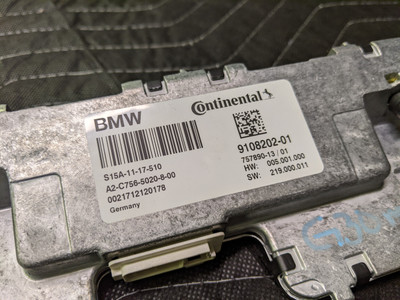 BMW
Continental
S15A-11-17-510
A2-C756-5020-8-00
0021712120178
Germany
9108202-01
757890-13 / 01
HW: 005.001.000
SW: 219.000.011